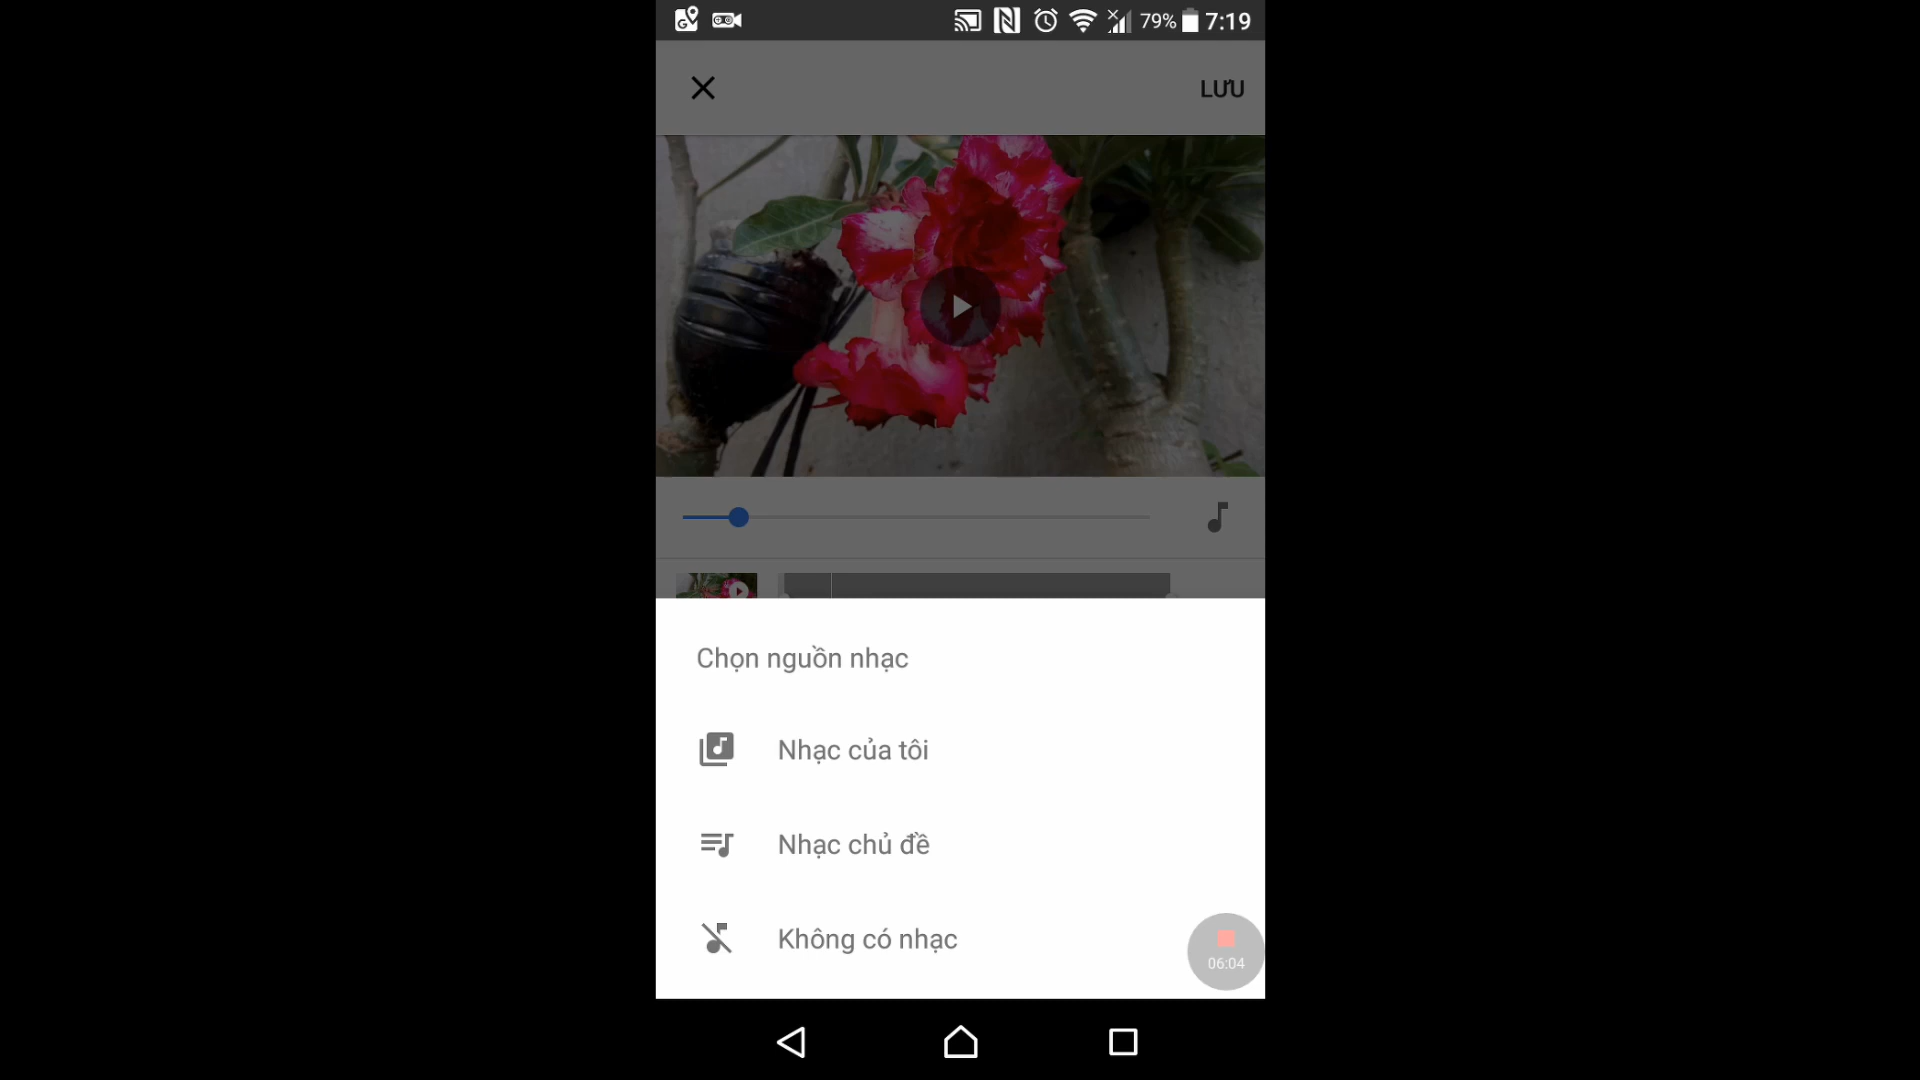 79% 7:19
LƯU
Chọn nguồn nhạc
Nhạc của tôi
Nhạc chủ đề
Không có nhạc
06:04